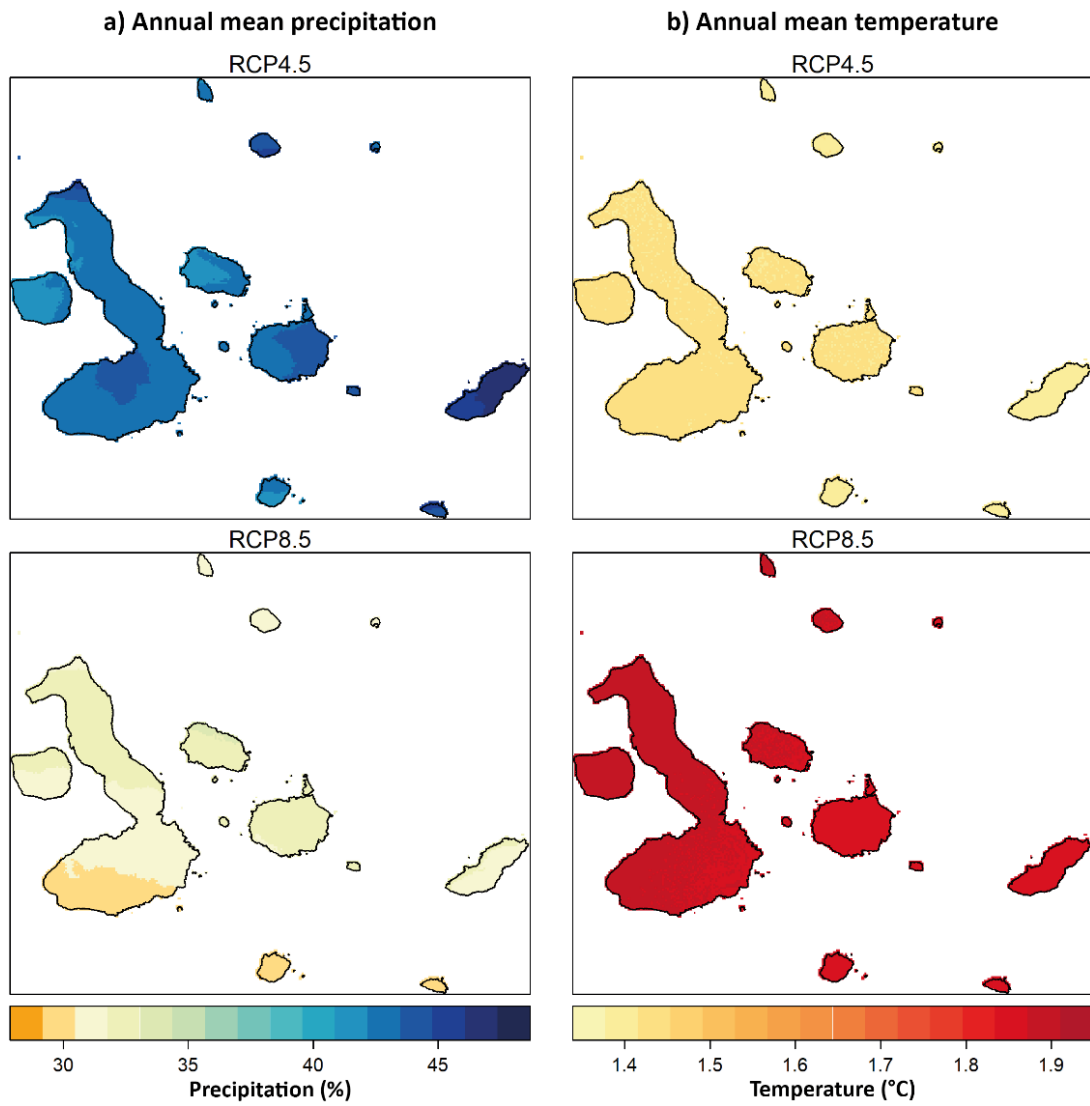 a) Annual mean precipitation
b) Annual mean temperature
RCP4.5
RCP4.5
RCP8.5
RCP8.5
30 35 40 45
1.4 1.5 1.6 1.7 1.8 1.9
Precipitation (%)
Temperature (°C)